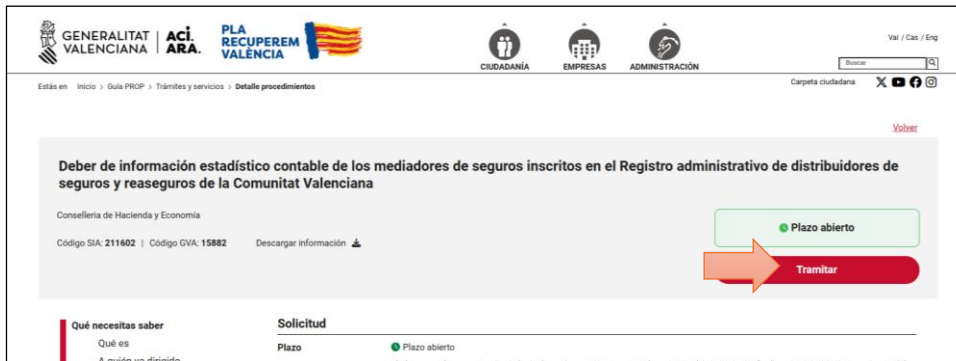 GENERALITAT VALENCIANA
ACÍ. ARA.
PLA RECUPEREM VALÈNCIA
CIUDADANÍA
EMPRESAS
ADMINISTRACIÓN
Val / Cas / Eng
Buscar
Estás en Inicio > Guía PROP > Trámites y servicios > Detalle procedimientos
Carpeta ciudadana
Volver
Deber de información estadístico contable de los mediadores de seguros inscritos en el Registro administrativo de distribuidores de
seguros y reaseguros de la Comunitat Valenciana
Conselleria de Hacienda y Economía
Código SIA: 211602 | Código GVA: 15882 Descargar información
Plazo abierto
Tramitar
Qué necesitas saber
Qué es
A quién va dirigido
Solicitud
Plazo Plazo abierto